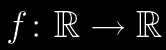 f: ℝ → ℝ